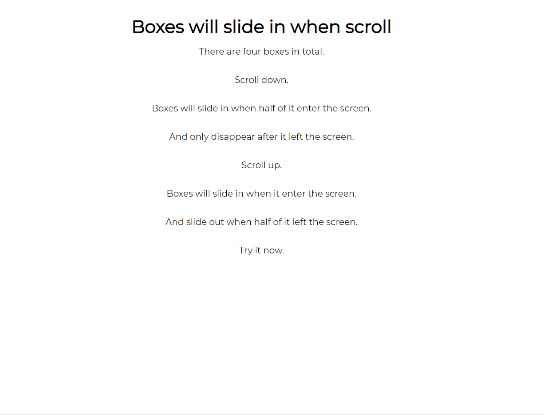 Boxes will slide in when scroll
There are four boxes in total.
Scroll down.
Boxes will slide in when half of it enter the screen.
And only disappear after it left the screen.
Scroll up.
Boxes will slide in when it enter the screen.
And slide out when half of it left the screen.
Try it now.